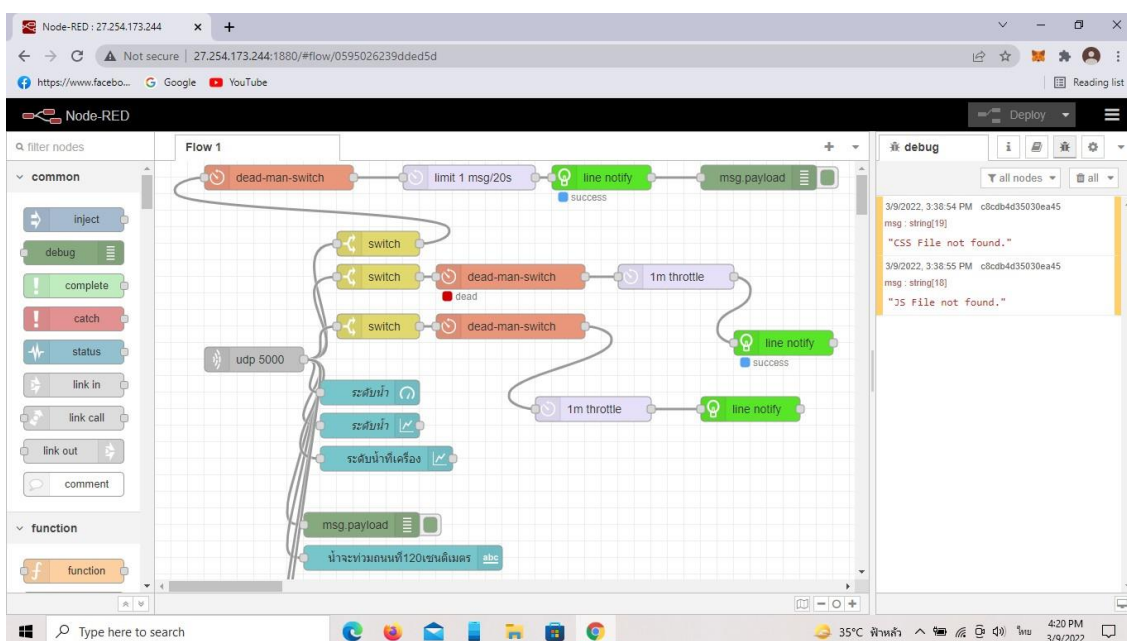 Node-RED : 27.254.173.244
Not secure | 27.254.173.244:1880/#flow/0595026239dded5d
https://www.facebo... Google YouTube Reading list
Node-RED Deploy
filter nodes Flow 1 debug
common
all nodes all
inject
debug
complete
catch
status
link in
link call
link out
comment
function
function
dead-man-switch limit 1 msg/20s line notify msg.payload
success
switch
switch dead-man-switch 1m throttle
dead
switch dead-man-switch
line notify
success
udp 5000
ระดับน้ำ
1m throttle line notify
ระดับน้ำ
ระดับน้ำที่เครื่อง
msg.payload
น้ำจะท่วมถนนที่120เซนติเมตร abc
3/9/2022, 3:38:54 PM c8cdb4d35030ea45
msg : string[19]
"CSS File not found."
3/9/2022, 3:38:55 PM c8cdb4d35030ea45
msg : string[18]
"JS File not found."
Type here to search
35°C ฟ้าหลัว ไทย 4:20 PM
3/9/2022